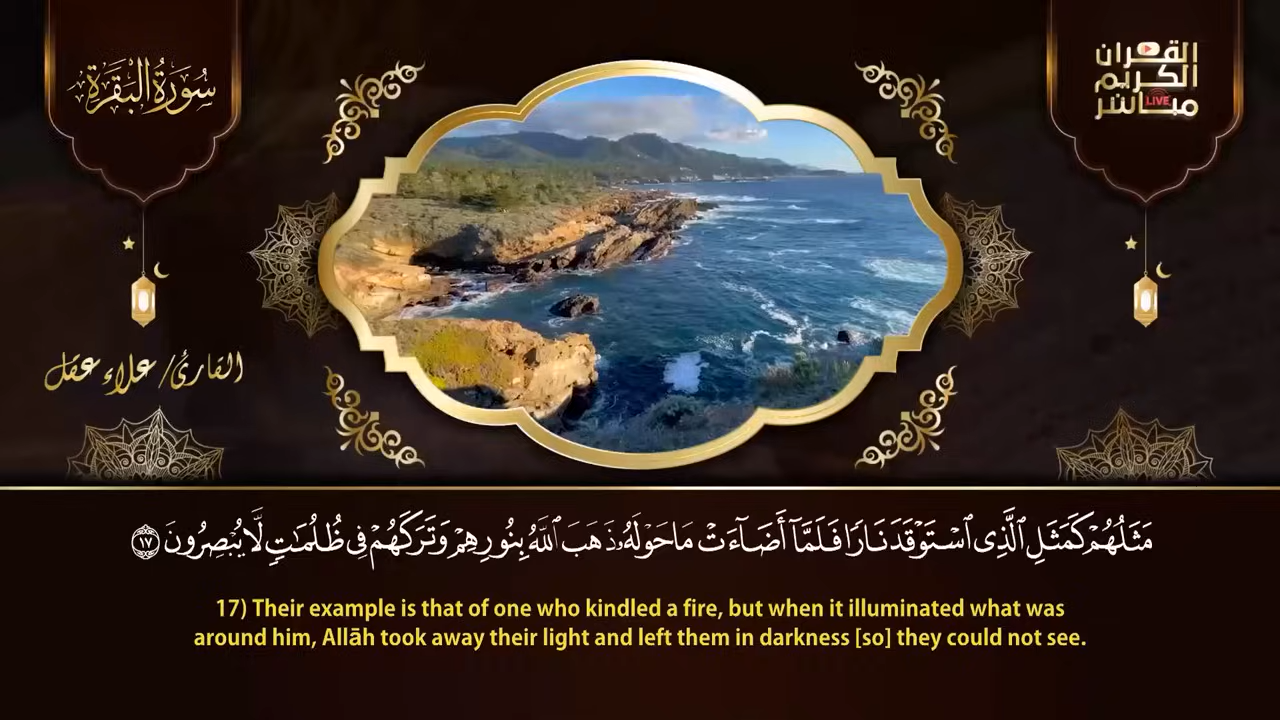 سُورَةُ البَقَرَةِ
القرآن
الكريم
مباشر
LIVE
القارئ/ علاء عقل
مَثَلُهُمْ كَمَثَلِ ٱلَّذِى ٱسْتَوْقَدَ نَارًا فَلَمَّآ أَضَآءَتْ مَا حَوْلَهُۥ ذَهَبَ ٱللَّهُ بِنُورِهِمْ وَتَرَكَهُمْ فِى ظُلُمَـٰتٍ لَّا يُبْصِرُونَ ١٧
17) Their example is that of one who kindled a fire, but when it illuminated what was
around him, Allāh took away their light and left them in darkness [so] they could not see.